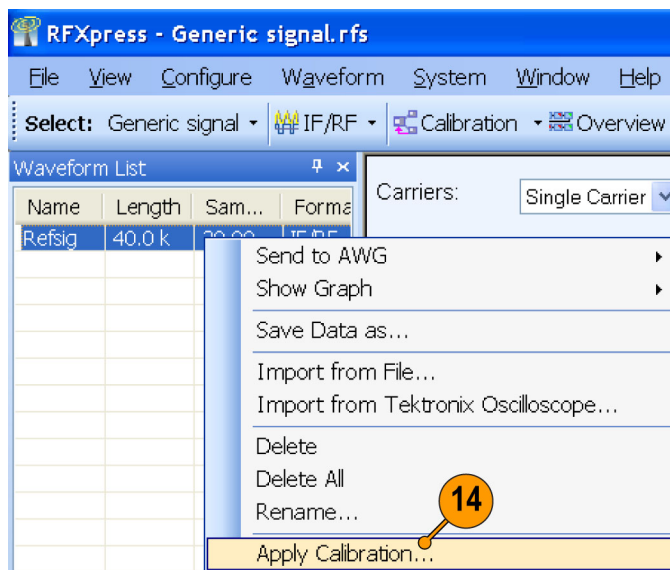 RFXpress - Generic signal.rfs
File View Configure Waveform System Window Help
Select: Generic signal IF/RF Calibration Overview
Waveform List
Carriers: Single Carrier
Name Length Sam... Forma
Refsig 40.0 k
Send to AWG
Show Graph
Save Data as...
Import from File...
Import from Tektronix Oscilloscope...
Delete
Delete All
Rename...
14
Apply Calibration...